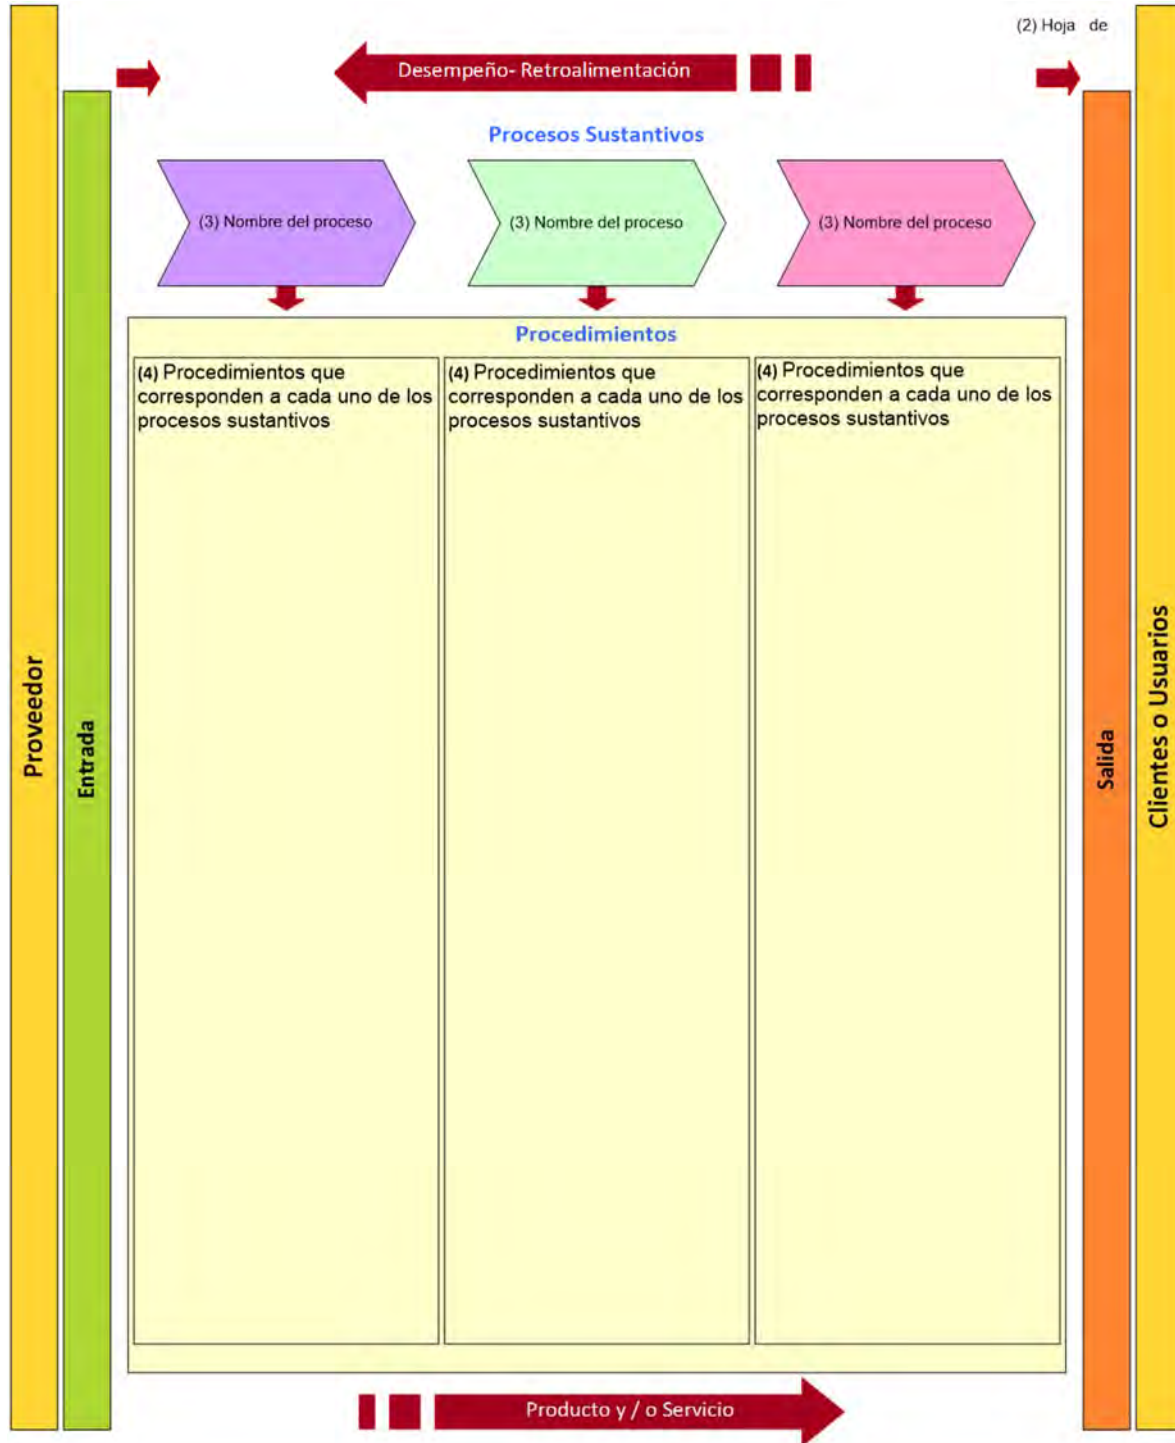 (2) Hoja de
Desempeño- Retroalimentación
Procesos Sustantivos
(3) Nombre del proceso
(3) Nombre del proceso
(3) Nombre del proceso
Procedimientos
(4) Procedimientos que
corresponden a cada uno de los
procesos sustantivos
(4) Procedimientos que
corresponden a cada uno de los
procesos sustantivos
(4) Procedimientos que
corresponden a cada uno de los
procesos sustantivos
Proveedor
Entrada
Salida
Clientes o Usuarios
Producto y / o Servicio